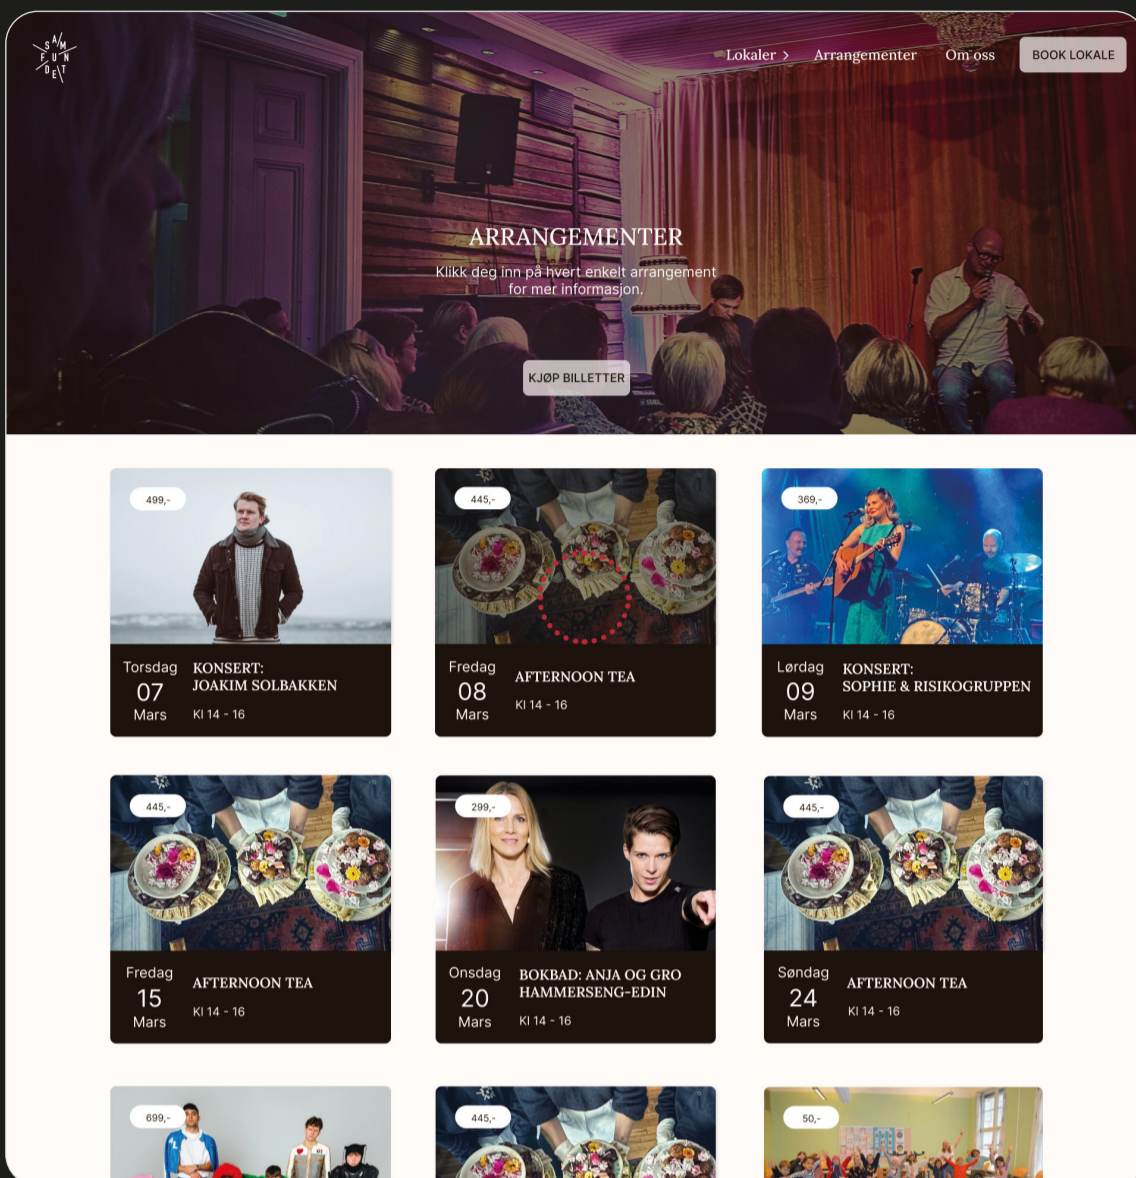 SAM
FUN
DET
Lokaler
Arrangementer
Om oss
BOOK LOKALE
ARRANGEMENTER
Klikk deg inn på hvert enkelt arrangement
for mer informasjon.
KJØP BILLETTER
499,-
Torsdag
07
Mars
KONSERT:
JOAKIM SOLBAKKEN
Kl 14 - 16
445,-
Fredag
08
Mars
AFTERNOON TEA
Kl 14 - 16
369,-
Lørdag
09
Mars
KONSERT:
SOPHIE & RISIKOGRUPPEN
Kl 14 - 16
445,-
Fredag
15
Mars
AFTERNOON TEA
Kl 14 - 16
299,-
Onsdag
20
Mars
BOKBAD: ANJA OG GRO
HAMMERSENG-EDIN
Kl 14 - 16
445,-
Søndag
24
Mars
AFTERNOON TEA
Kl 14 - 16
699,-
445,-
50,-